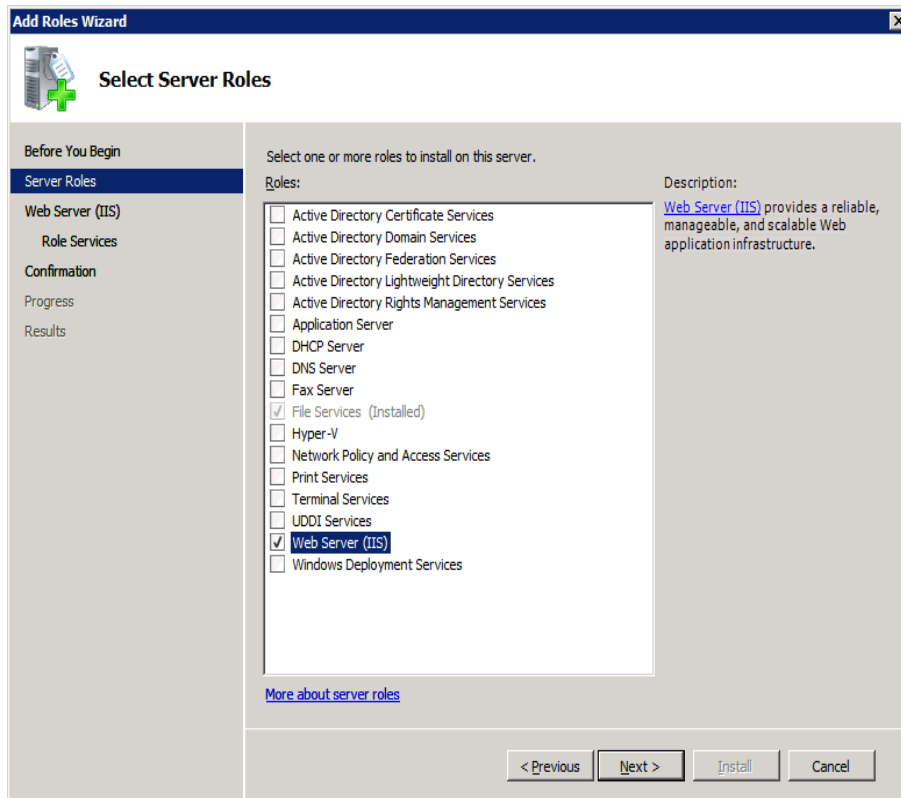 Add Roles Wizard
Select Server Roles
Before You Begin
Server Roles
Web Server (IIS)
Role Services
Confirmation
Progress
Results
Select one or more roles to install on this server.
Roles:
Active Directory Certificate Services
Active Directory Domain Services
Active Directory Federation Services
Active Directory Lightweight Directory Services
Active Directory Rights Management Services
Application Server
DHCP Server
DNS Server
Fax Server
File Services (Installed)
Hyper-V
Network Policy and Access Services
Print Services
Terminal Services
UDDI Services
Web Server (IIS)
Windows Deployment Services
More about server roles
Description:
Web Server (IIS) provides a reliable,
manageable, and scalable Web
application infrastructure.
< Previous
Next >
Install
Cancel